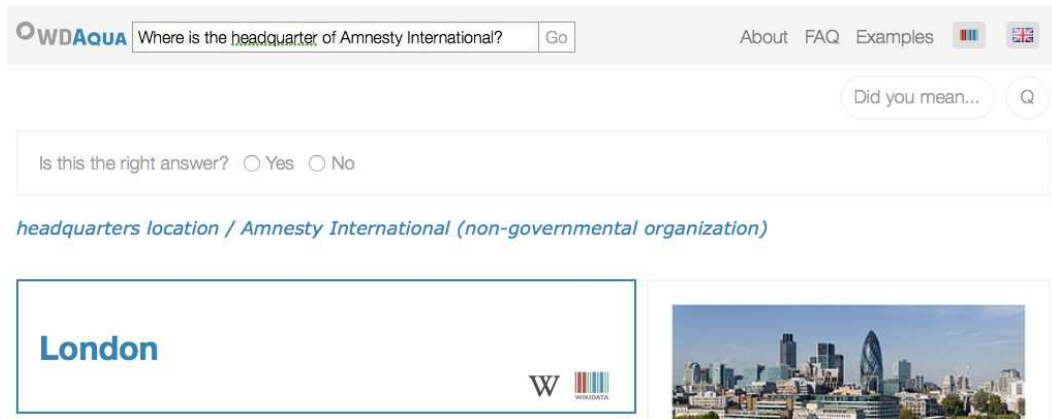 WDAQUA Where is the headquarter of Amnesty International? Go About FAQ Examples
Did you mean... Q
Is this the right answer? Yes No
headquarters location / Amnesty International (non-governmental organization)
London
W WIKIDATA